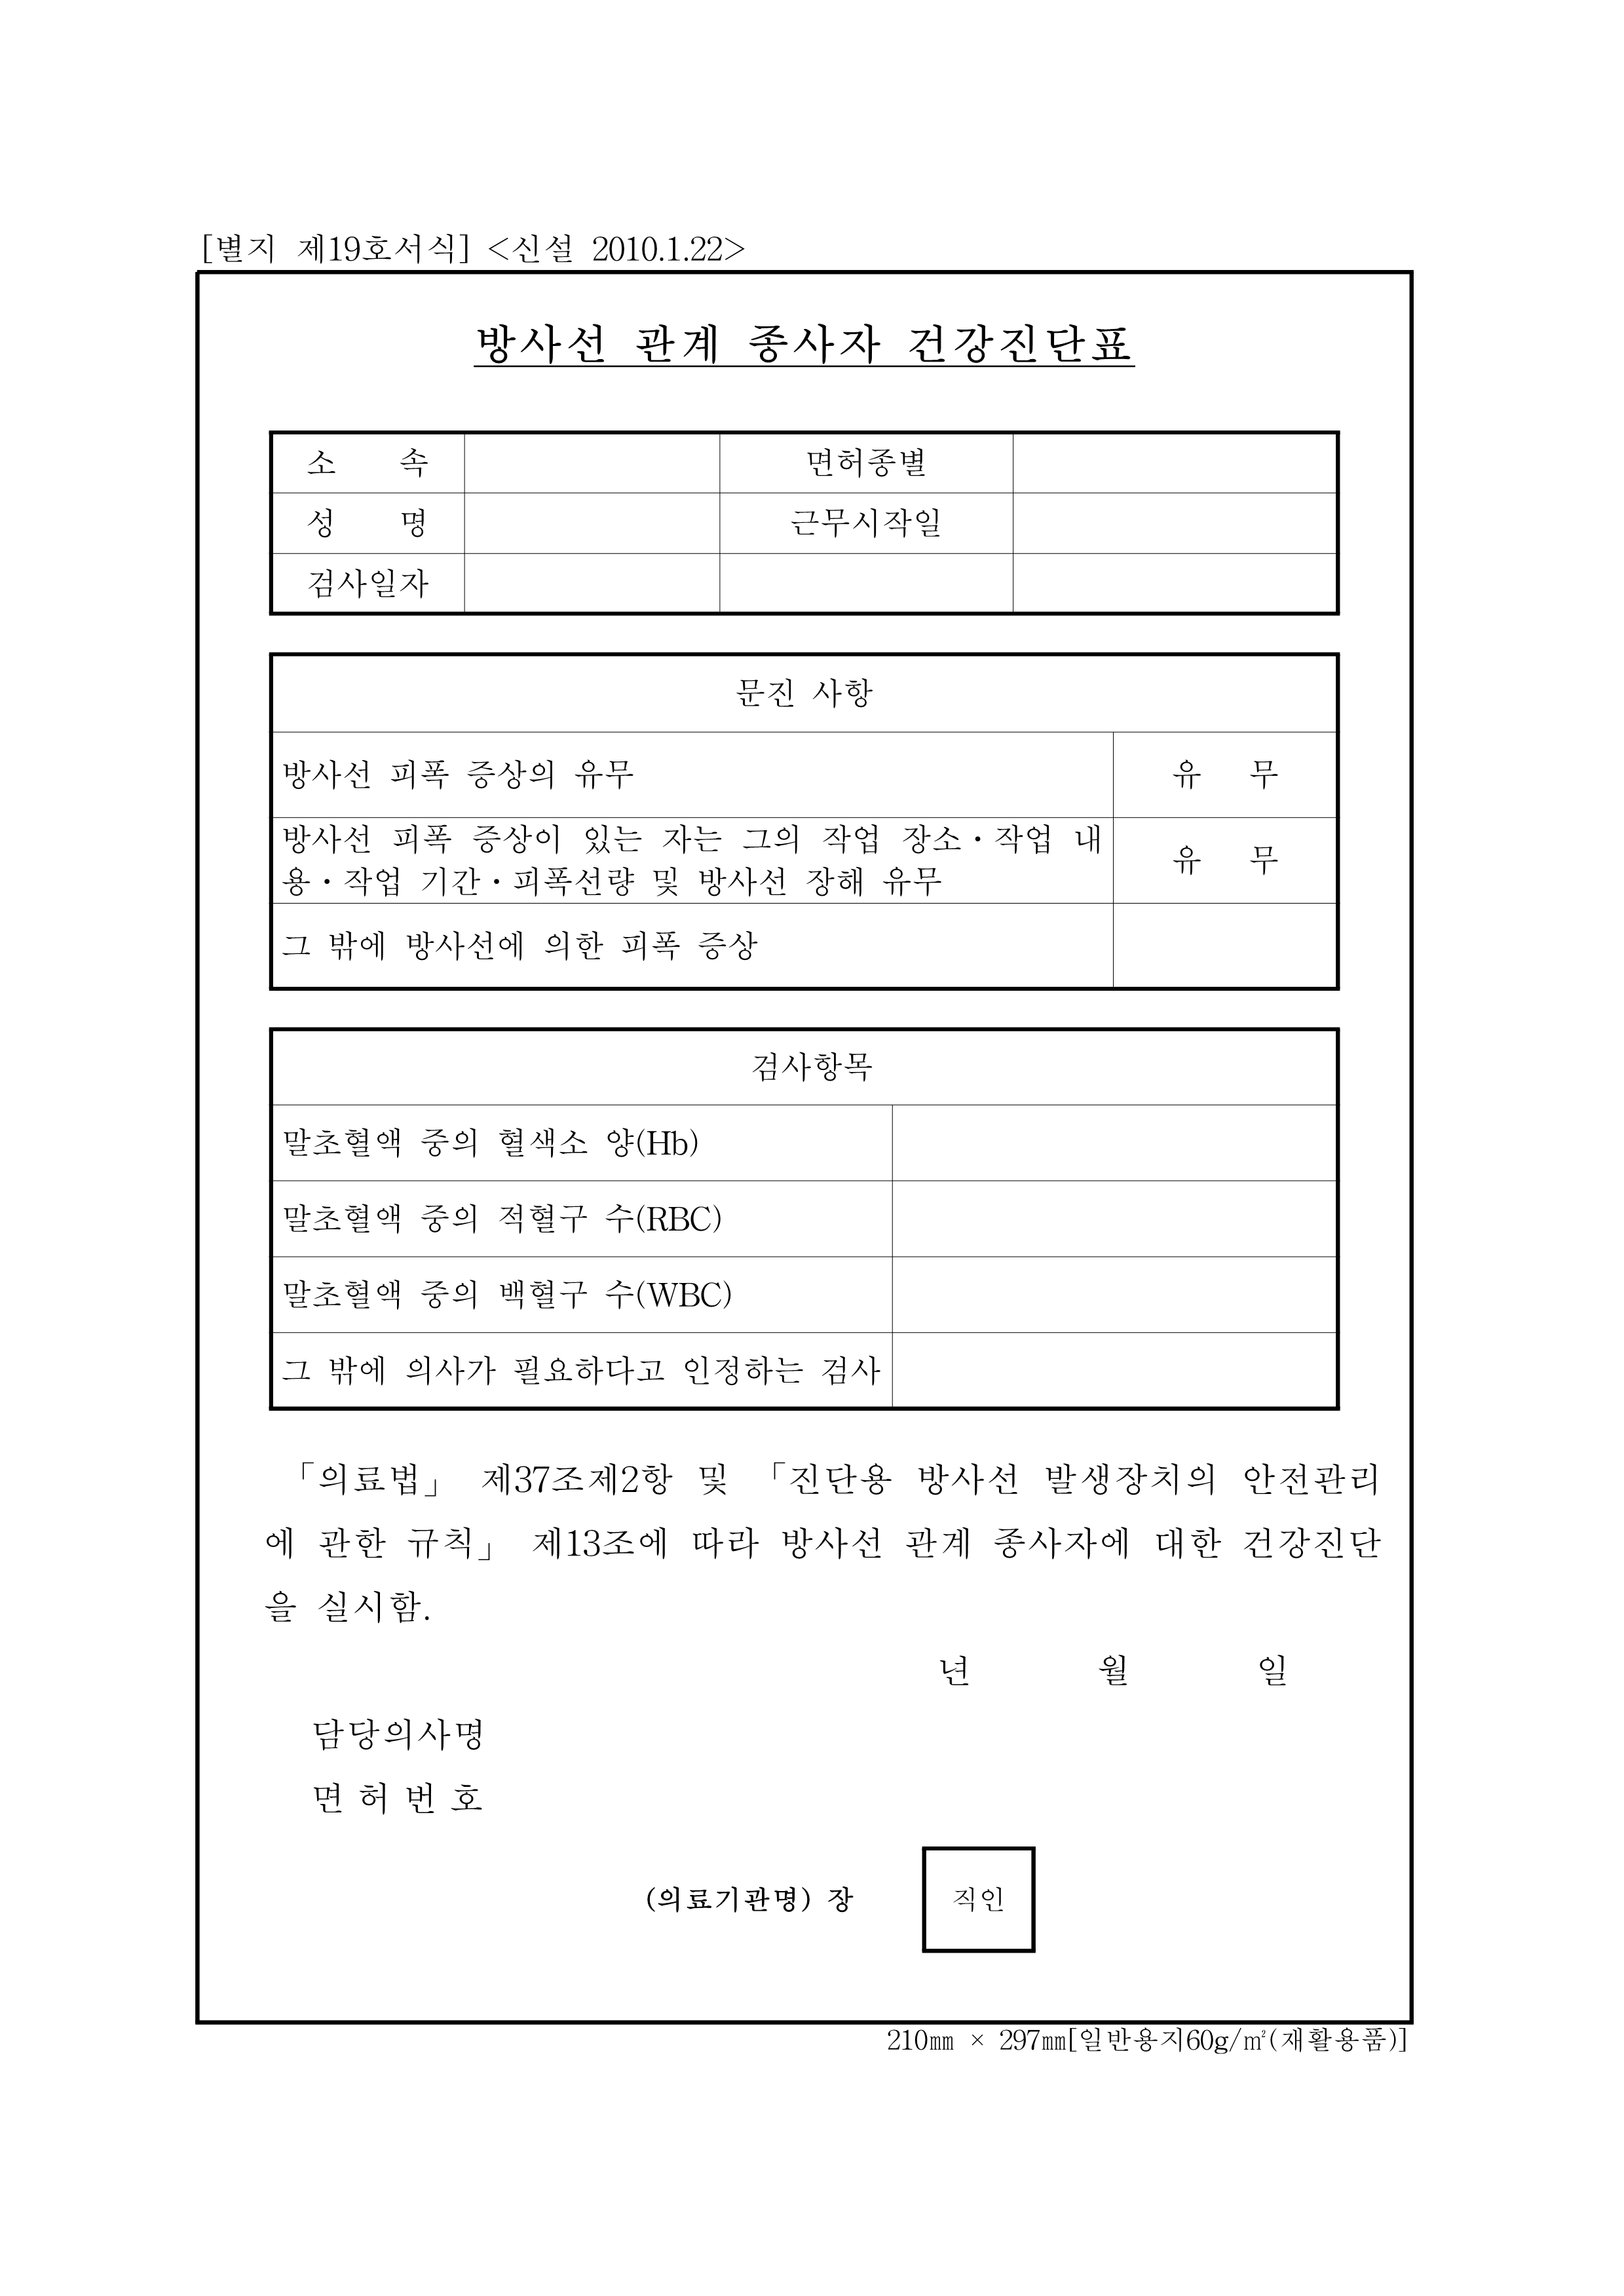 [별지 제19호서식] <신설 2010.1.22>
방사선 관계 종사자 건강진단표
소 속 면허종별
성 명 근무시작일
검사일자
문진 사항
방사선 피폭 증상의 유무 유 무
방사선 피폭 증상이 있는 자는 그의 작업 장소·작업 내
용·작업 기간·피폭선량 및 방사선 장해 유무 유 무
그 밖에 방사선에 의한 피폭 증상
검사항목
말초혈액 중의 혈색소 양(Hb)
말초혈액 중의 적혈구 수(RBC)
말초혈액 중의 백혈구 수(WBC)
그 밖에 의사가 필요하다고 인정하는 검사
「의료법」 제37조제2항 및 「진단용 방사선 발생장치의 안전관리
에 관한 규칙」 제13조에 따라 방사선 관계 종사자에 대한 건강진단
을 실시함.
년 월 일
담당의사명
면 허 번 호
(의료기관명) 장 직인
210㎜ × 297㎜[일반용지60g/㎡(재활용품)]